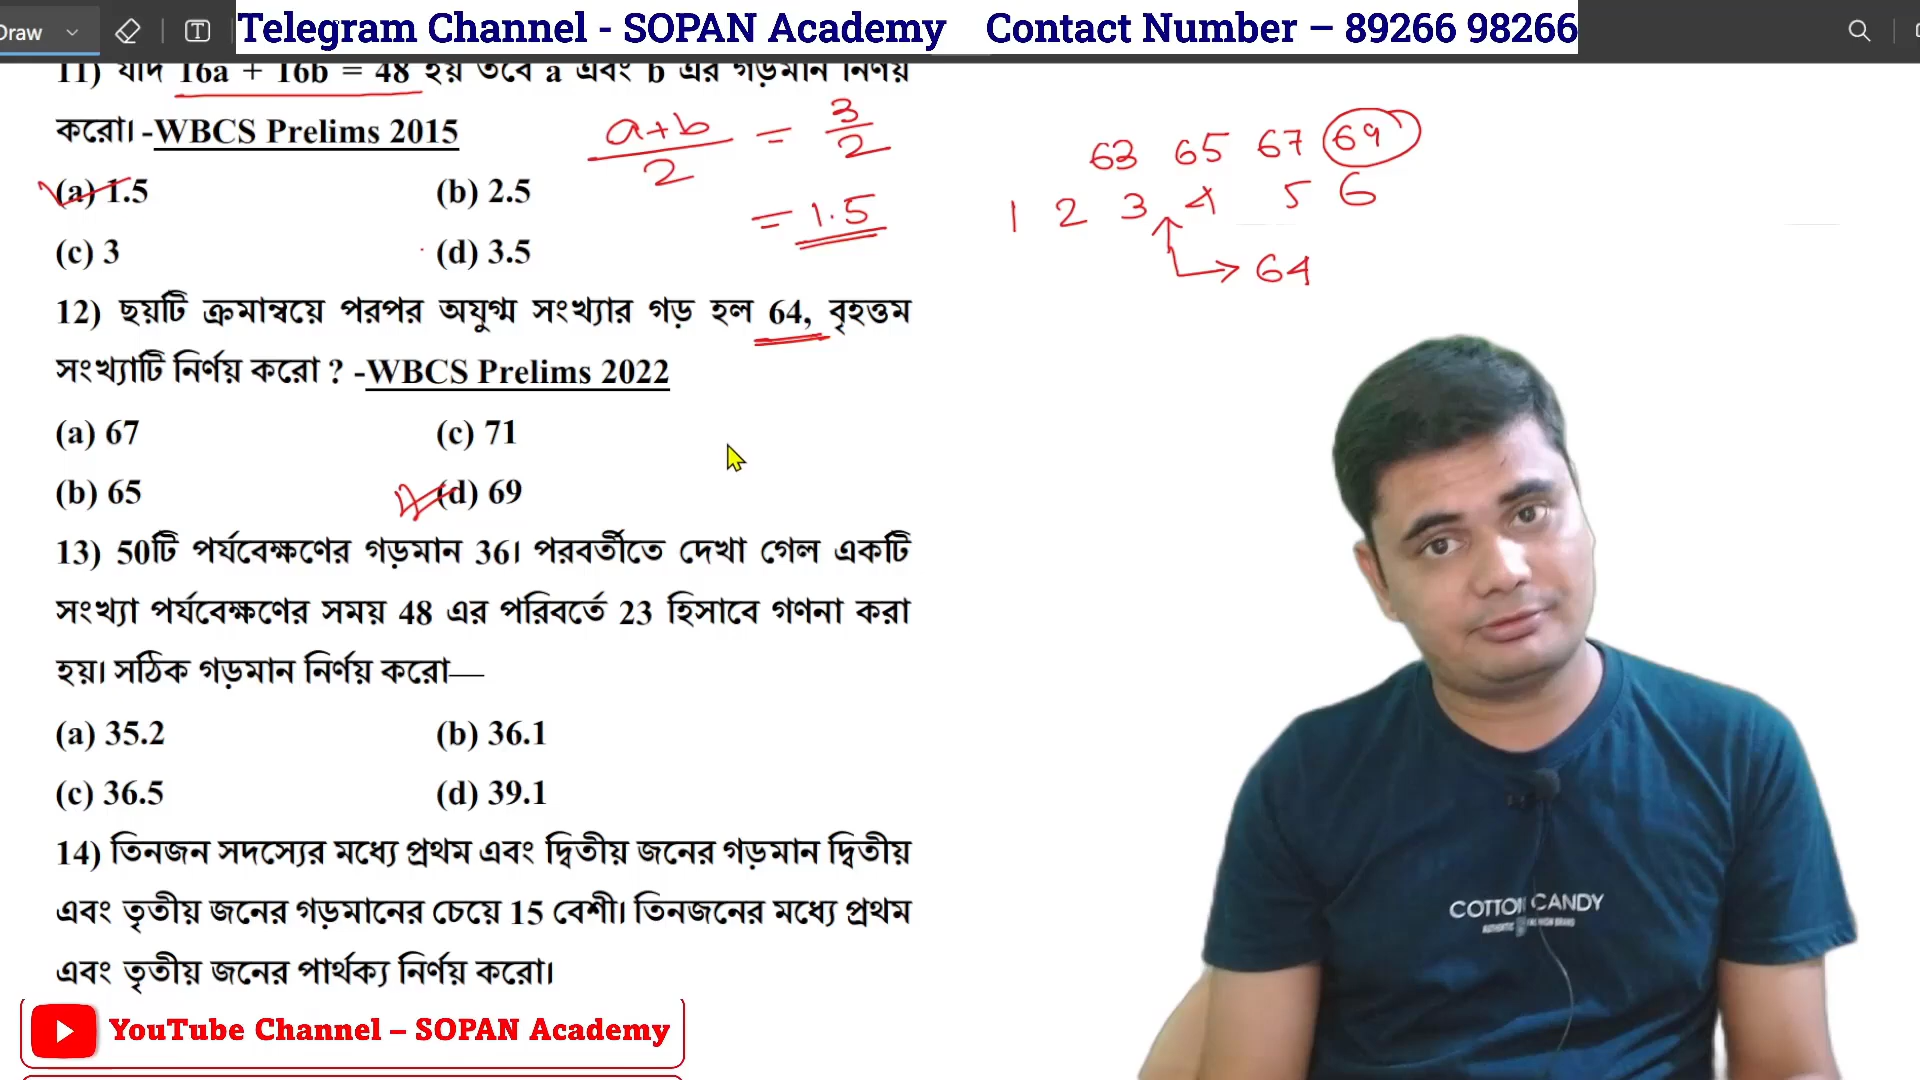 Draw
T
Telegram Channel - SOPAN Academy Contact Number – 89266 98266
11) যদি 16a + 16b = 48 হয় তবে a এবং b এর গড়মান নির্ণয়
করো। -WBCS Prelims 2015
(a) 1.5 (b) 2.5
(c) 3 (d) 3.5
a+b/2 = 3/2
= 1.5
63 65 67 69
1 2 3 4 5 6
64
12) ছয়টি ক্রমান্বয়ে পরপর অযুগ্ম সংখ্যার গড় হল 64, বৃহত্তম
সংখ্যাটি নির্ণয় করো ? -WBCS Prelims 2022
(a) 67 (c) 71
(b) 65 (d) 69
13) 50টি পর্যবেক্ষণের গড়মান 36। পরবর্তীতে দেখা গেল একটি
সংখ্যা পর্যবেক্ষণের সময় 48 এর পরিবর্তে 23 হিসাবে গণনা করা
হয়। সঠিক গড়মান নির্ণয় করো—
(a) 35.2 (b) 36.1
(c) 36.5 (d) 39.1
14) তিনজন সদস্যের মধ্যে প্রথম এবং দ্বিতীয় জনের গড়মান দ্বিতীয়
এবং তৃতীয় জনের গড়মানের চেয়ে 15 বেশী। তিনজনের মধ্যে প্রথম
এবং তৃতীয় জনের পার্থক্য নির্ণয় করো।
YouTube Channel – SOPAN Academy
COTTON CANDY